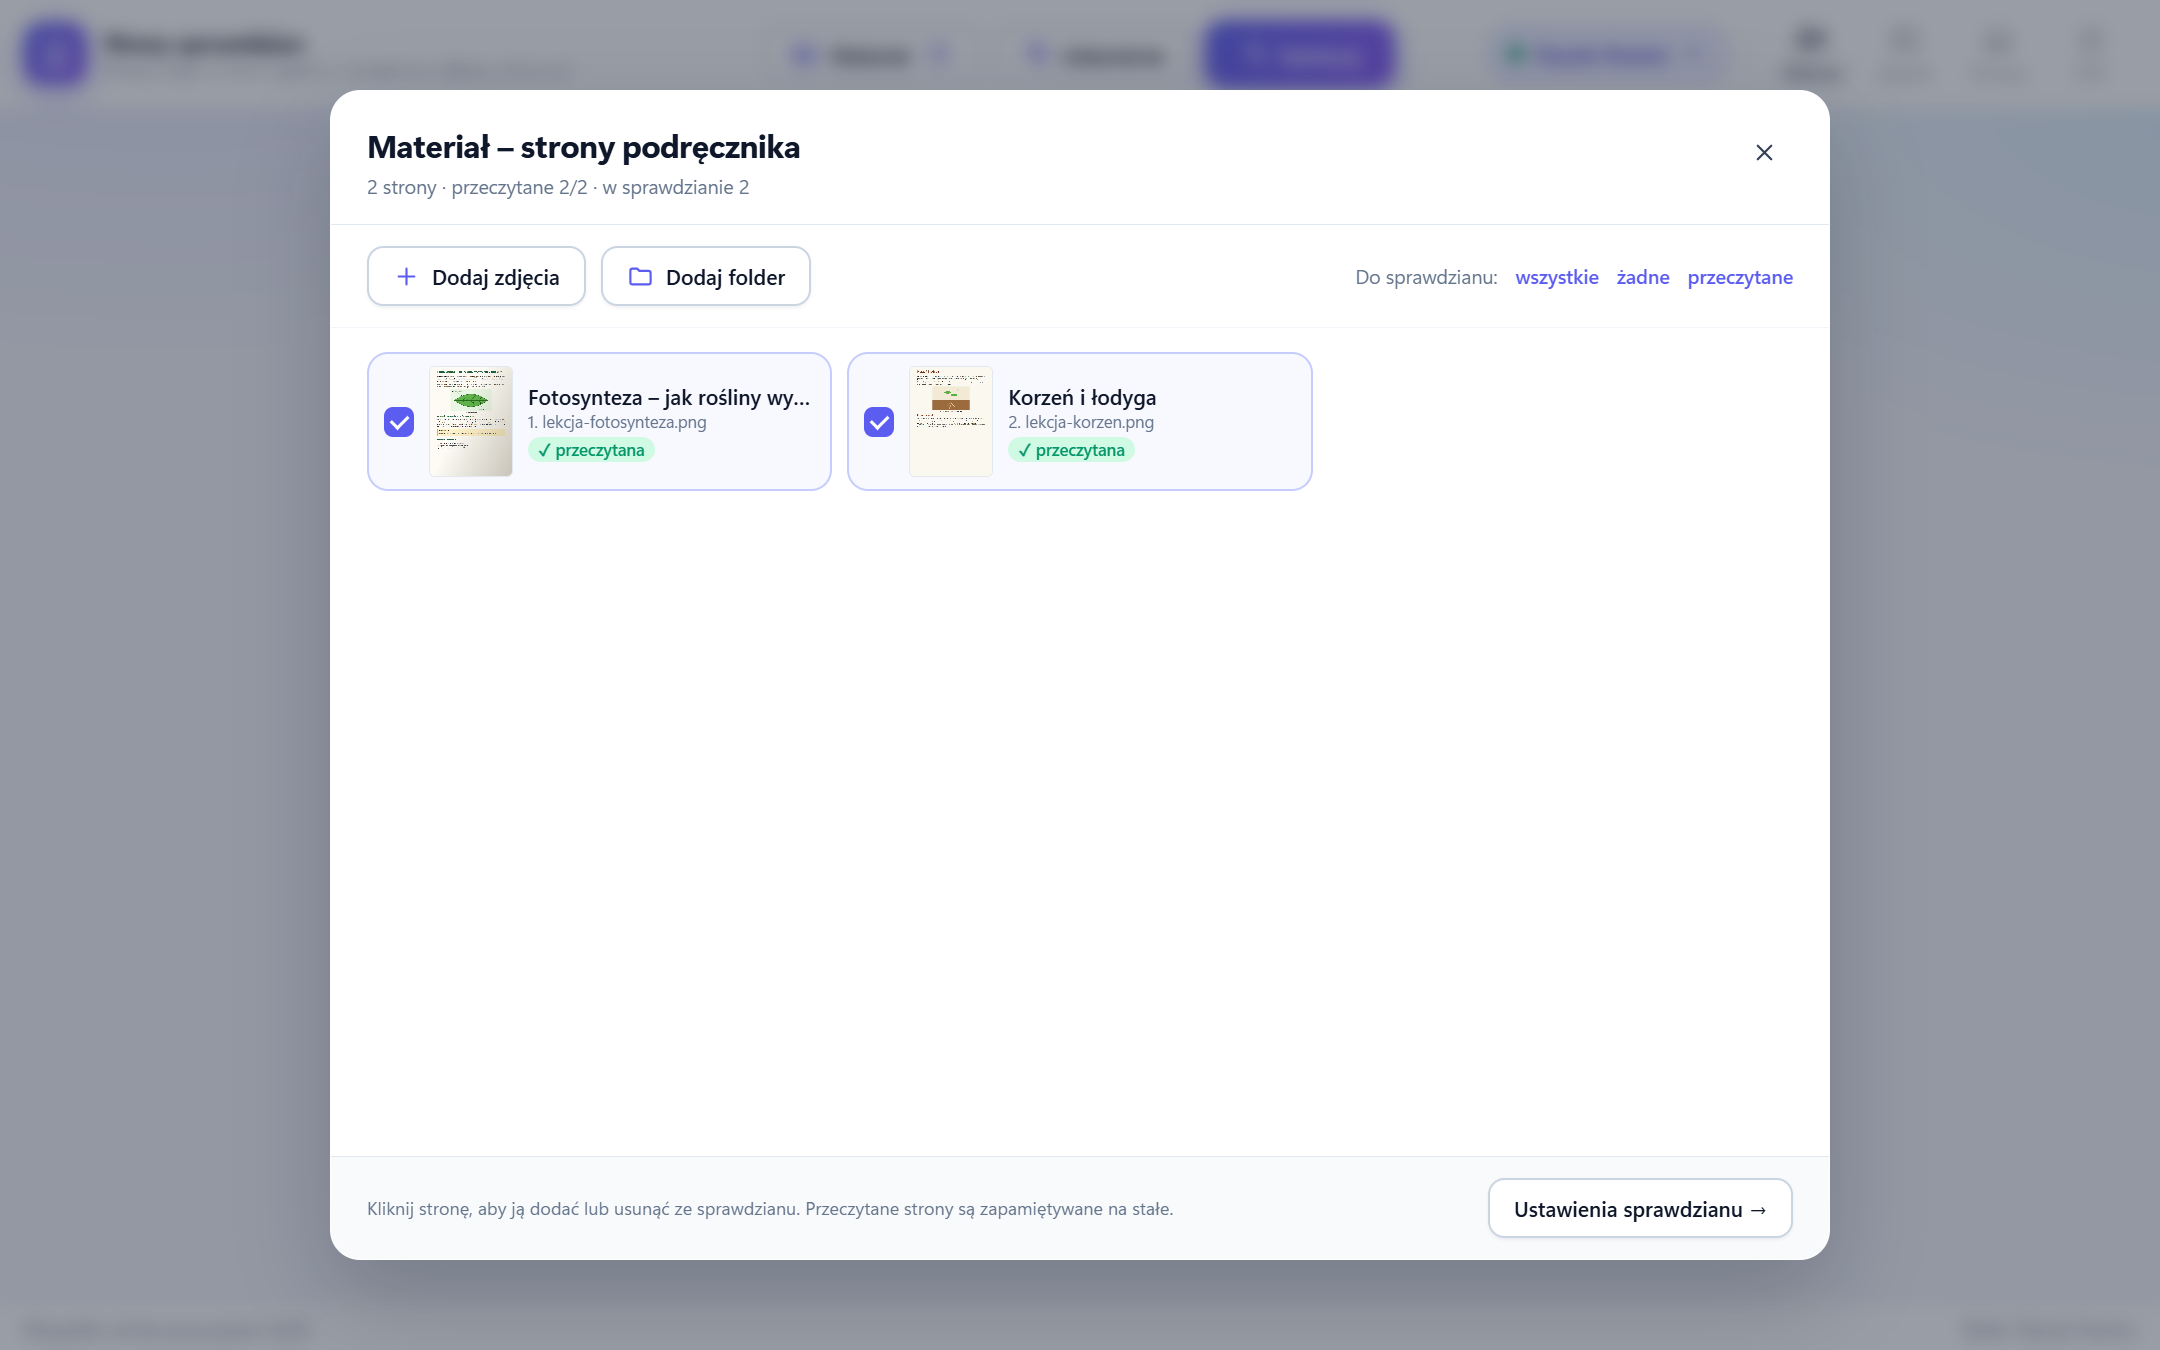 Materiał – strony podręcznika
2 strony · przeczytane 2/2 · w sprawdzianie 2
Dodaj zdjęcia
Dodaj folder
Do sprawdzianu: wszystkie żadne przeczytane
Fotosynteza – jak rośliny wy...
1. lekcja-fotosynteza.png
✓ przeczytana
Korzeń i łodyga
2. lekcja-korzen.png
✓ przeczytana
Kliknij stronę, aby ją dodać lub usunąć ze sprawdzianu. Przeczytane strony są zapamiętywane na stałe.
Ustawienia sprawdzianu →